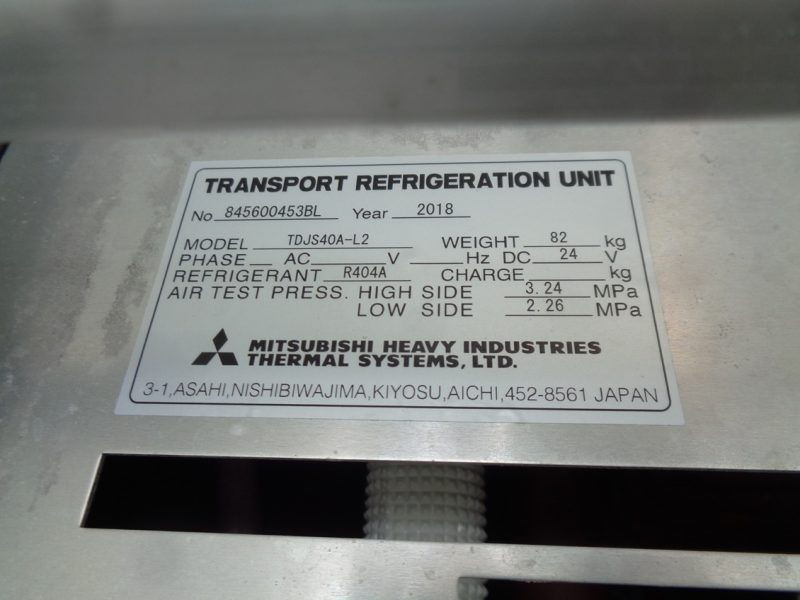 TRANSPORT REFRIGERATION UNIT
No 845600453BL Year 2018
MODEL TDJS40A-L2 WEIGHT 82 kg
PHASE AC V Hz DC 24 V
REFRIGERANT R404A CHARGE kg
AIR TEST PRESS. HIGH SIDE 3.24 MPa
LOW SIDE 2.26 MPa
MITSUBISHI HEAVY INDUSTRIES
THERMAL SYSTEMS, LTD.
3-1,ASAHI,NISHIBIWAJIMA,KIYOSU,AICHI,452-8561 JAPAN